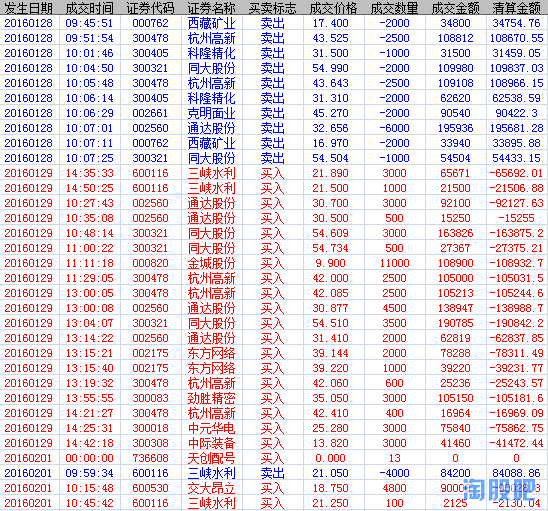 发生日期 成交时间 证券代码 证券名称 买卖标志 成交价格 成交数量 成交金额 清算金额
20160128 09:45:51 000762 西藏矿业 卖出 17.400 -2000 34800 34754.76
20160128 09:51:54 300478 杭州高新 卖出 43.525 -2500 108812 108670.55
20160128 10:01:46 300405 科隆精化 卖出 31.500 -1000 31500 31459.05
20160128 10:04:50 300321 同大股份 卖出 54.990 -2000 109980 109837.03
20160128 10:05:48 300478 杭州高新 卖出 43.643 -2500 109108 108966.15
20160128 10:06:14 300405 科隆精化 卖出 31.310 -2000 62620 62538.59
20160128 10:06:29 002661 克明面业 卖出 45.270 -2000 90540 90422.3
20160128 10:07:01 002560 通达股份 卖出 32.656 -6000 195936 195681.28
20160128 10:07:11 000762 西藏矿业 卖出 16.970 -2000 33940 33895.88
20160128 10:07:25 300321 同大股份 卖出 54.504 -1000 54504 54433.15
20160129 14:35:33 600116 三峡水利 买入 21.890 3000 65671 -65692.01
20160129 14:50:25 600116 三峡水利 买入 21.500 1000 21500 -21506.88
20160129 10:27:43 002560 通达股份 买入 30.700 3000 92100 -92127.63
20160129 10:35:08 002560 通达股份 买入 30.500 500 15250 -15255
20160129 10:48:14 300321 同大股份 买入 54.609 3000 163826 -163875.2
20160129 11:00:22 300321 同大股份 买入 54.734 500 27367 -27375.21
20160129 11:11:18 000820 金城股份 买入 9.900 11000 108900 -108932.7
20160129 11:29:05 300478 杭州高新 买入 42.000 2500 105000 -105031.5
20160129 13:00:05 300478 杭州高新 买入 42.085 2500 105213 -105244.6
20160129 13:00:08 002560 通达股份 买入 30.877 4500 138947 -138988.7
20160129 13:04:07 300321 同大股份 买入 54.510 3500 190785 -190842.2
20160129 13:14:22 002560 通达股份 买入 31.410 2000 62819 -62837.85
20160129 13:15:21 002175 东方网络 买入 39.144 2000 78288 -78311.49
20160129 13:15:40 002175 东方网络 买入 39.220 1000 39220 -39231.77
20160129 13:19:32 300478 杭州高新 买入 42.060 600 25236 -25243.57
20160129 13:55:55 300083 劲胜精密 买入 35.050 3000 105150 -105181.6
20160129 14:21:27 300478 杭州高新 买入 42.410 400 16964 -16969.09
20160129 14:25:31 300018 中元华电 买入 25.280 3000 75840 -75862.75
20160129 14:42:18 300308 中际装备 买入 13.820 3000 41460 -41472.44
20160201 00:00:00 736608 天创配号 买入 0.000 13 0 0
20160201 09:59:34 600116 三峡水利 卖出 21.050 -4000 84200 84088.86
20160201 10:15:48 600530 交大昂立 买入 18.750 4800 90000
20160201 10:45:42 600116 三峡水利 买入 21.250 100 2125 -2130.04
淘股吧